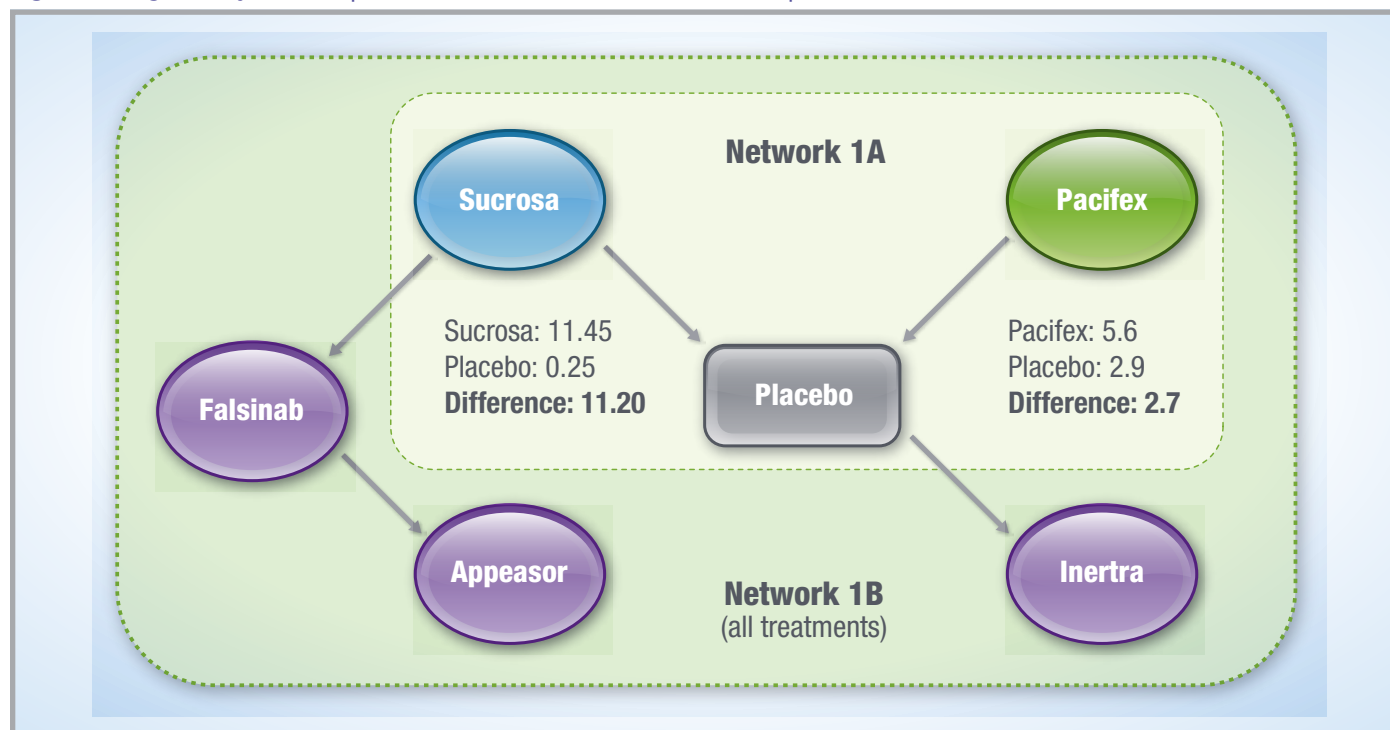 Network 1A
Sucrosa
Pacifex
Sucrosa: 11.45
Placebo: 0.25
Difference: 11.20
Pacifex: 5.6
Placebo: 2.9
Difference: 2.7
Falsinab
Placebo
Appeasor
Inertra
Network 1B
(all treatments)